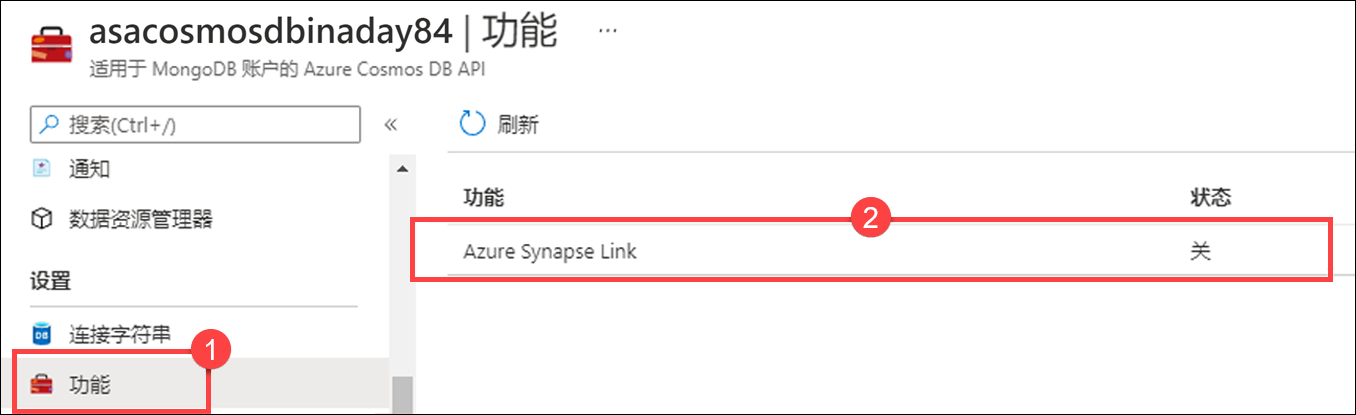 asacosmosdbinaday84 | 功能 ...
适用于 MongoDB 账户的 Azure Cosmos DB API
搜索(Ctrl+/) «
刷新
通知
数据资源管理器
设置
连接字符串
1
功能
功能 状态
2
Azure Synapse Link 关